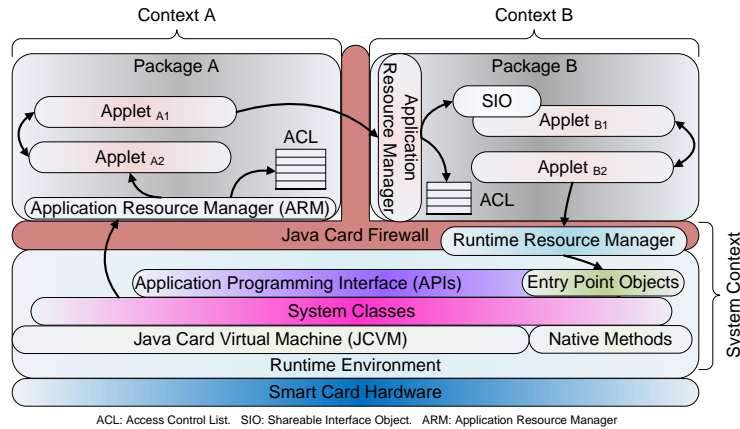 Context A
Context B
Package A
Package B
Applet A1
Applet A2
ACL
Application Resource Manager (ARM)
Application
Resource Manager
SIO
Applet B1
Applet B2
ACL
Java Card Firewall
Runtime Resource Manager
Application Programming Interface (APIs)
Entry Point Objects
System Classes
Java Card Virtual Machine (JCVM)
Native Methods
Runtime Environment
Smart Card Hardware
System Context
ACL: Access Control List. SIO: Shareable Interface Object. ARM: Application Resource Manager